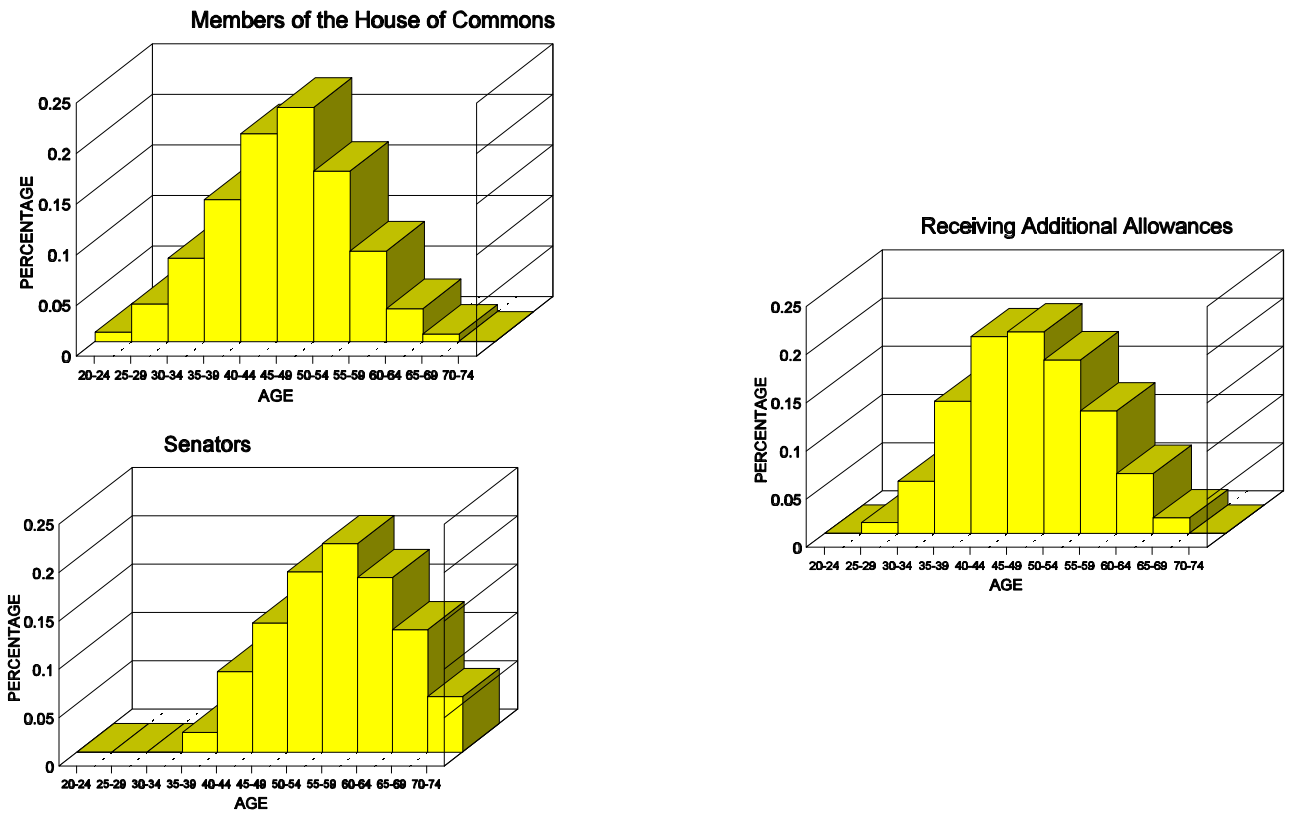 Members of the House of Commons
0.25
0.2
0.15
0.1
0.05
0
PERCENTAGE
20-24 25-29 30-34 35-39 40-44 45-49 50-54 55-59 60-64 65-69 70-74
AGE
Senators
0.25
0.2
0.15
0.1
0.05
0
PERCENTAGE
20-24 25-29 30-34 35-39 40-44 45-49 50-54 55-59 60-64 65-69 70-74
AGE
Receiving Additional Allowances
0.25
0.2
0.15
0.1
0.05
0
PERCENTAGE
20-24 25-29 30-34 35-39 40-44 45-49 50-54 55-59 60-64 65-69 70-74
AGE